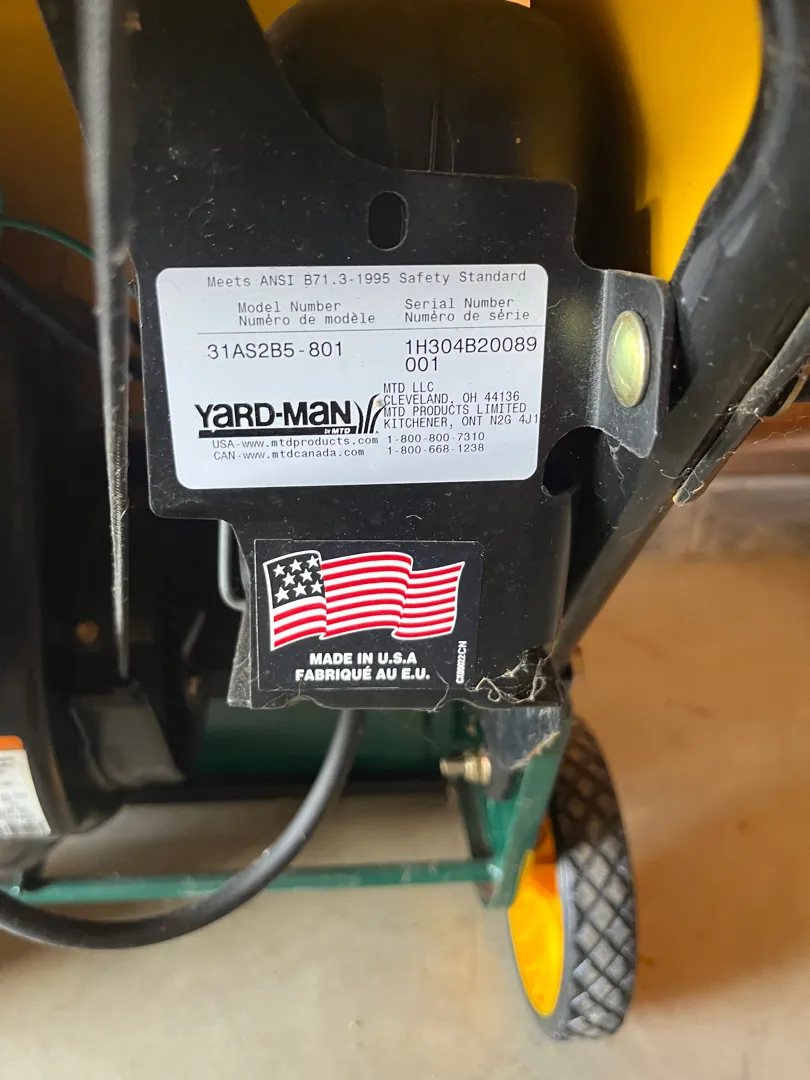 Meets ANSI B71.3-1995 Safety Standard
Model Number Serial Number
Numéro de modèle Numéro de série
31AS2B5-801 1H304B20089
001
MTD LLC
CLEVELAND, OH 44136
MTD PRODUCTS LIMITED
KITCHENER, ONT N2G 4J1
YARD-MAN
BY MTD
USA-www.mtdproducts.com 1-800-800-7310
CAN-www.mtdcanada.com 1-800-668-1238
MADE IN U.S.A
FABRIQUÉ AU E.U.